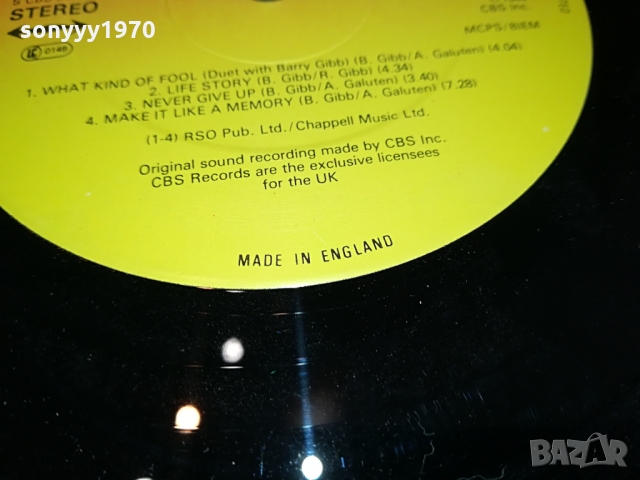 sonyyy1970
STEREO
CBS Inc.
MCPS/BIEM
0146
1. WHAT KIND OF FOOL (Duet with Barry Gibb) (B. Gibb/A. Galuten) (4.04)
2. LIFE STORY (B. Gibb/R. Gibb) (4.34)
3. NEVER GIVE UP (B. Gibb/A. Galuten) (3.40)
4. MAKE IT LIKE A MEMORY (B. Gibb/A. Galuten) (7.28)
(1-4) RSO Pub. Ltd./Chappell Music Ltd.
Original sound recording made by CBS Inc.
CBS Records are the exclusive licensees
for the UK
MADE IN ENGLAND
BAZAR